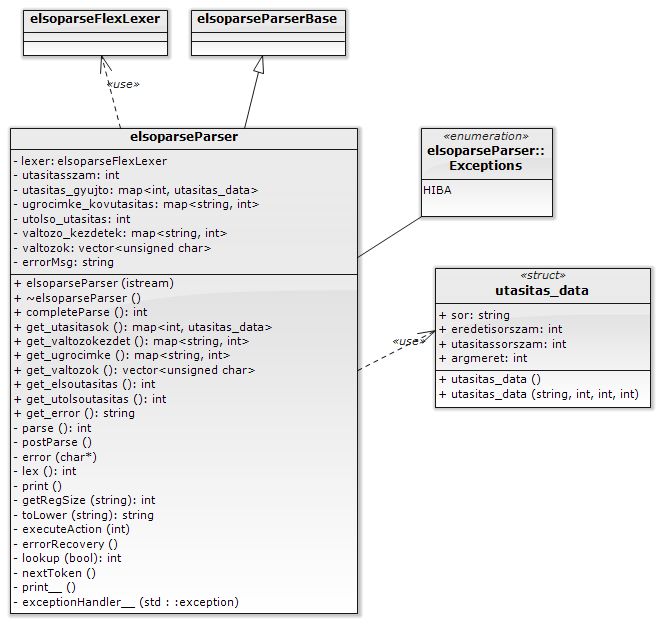 elsoparseFlexLexer
elsoparseParserBase
«use»
elsoparseParser
- lexer: elsoparseFlexLexer
- utasitasszam: int
- utasitas_gyujto: map<int, utasitas_data>
- ugrocimke_kovutasitas: map<string, int>
- utolso_utasitas: int
- valtozo_kezdetek: map<string, int>
- valtozok: vector<unsigned char>
- errorMsg: string
+ elsoparseParser (istream)
+ ~elsoparseParser ()
+ completeParse (): int
+ get_utasitasok (): map<int, utasitas_data>
+ get_valtozokezdet (): map<string, int>
+ get_ugrocimke (): map<string, int>
+ get_valtozok (): vector<unsigned char>
+ get_elsoutasitas (): int
+ get_utolsoutasitas (): int
+ get_error (): string
- parse (): int
- postParse ()
- error (char*)
- lex (): int
- print ()
- getRegSize (string): int
- toLower (string): string
- executeAction (int)
- errorRecovery ()
- lookup (bool): int
- nextToken ()
- print__ ()
- exceptionHandler__ (std : :exception)
«enumeration»
elsoparseParser::
Exceptions
HIBA
«use»
«struct»
utasitas_data
+ sor: string
+ eredetisorszam: int
+ utasitassorszam: int
+ argmeret: int
+ utasitas_data ()
+ utasitas_data (string, int, int, int)